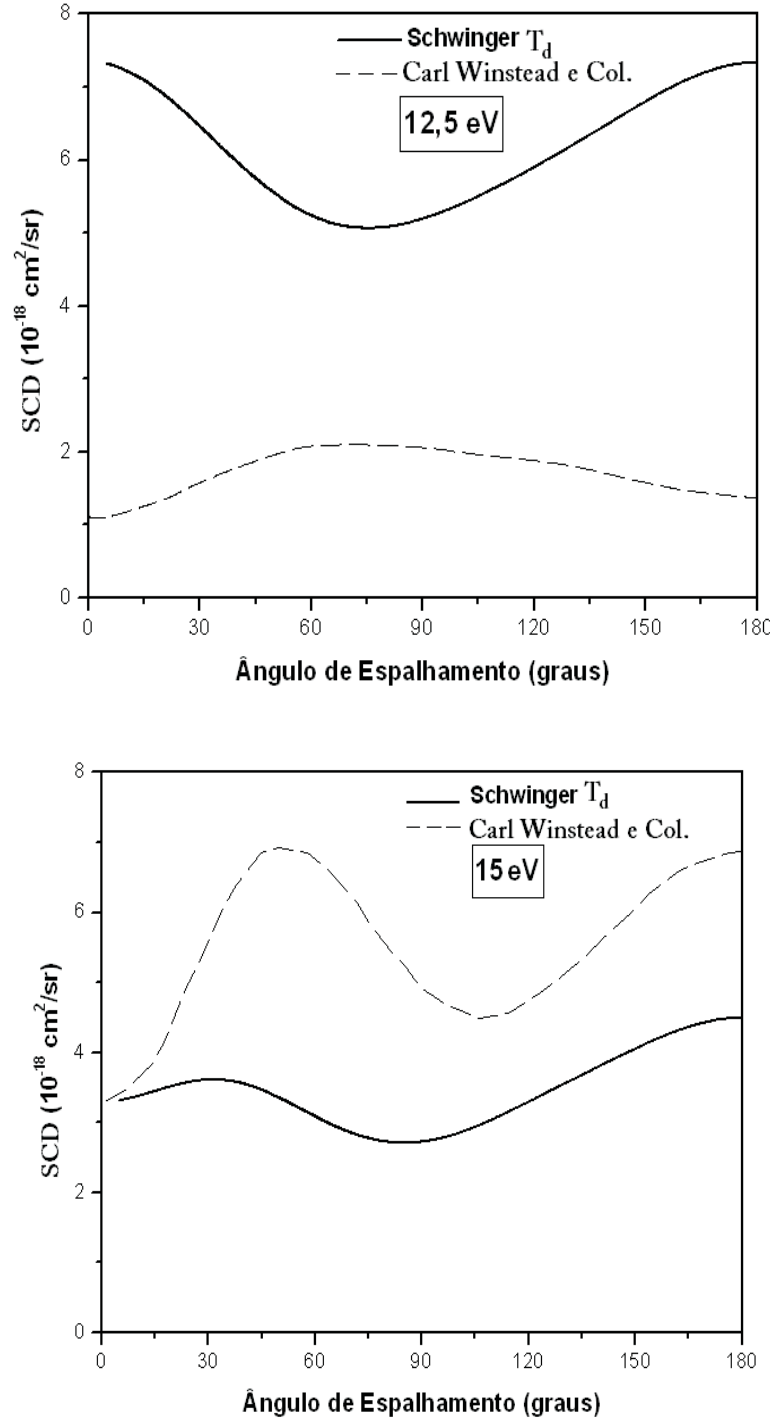 Schwinger T_d
Carl Winstead e Col.
12,5 eV
SCD (10^-18 cm^2/sr)
8
6
4
2
0
0 30 60 90 120 150 180
Ângulo de Espalhamento (graus)
Schwinger T_d
Carl Winstead e Col.
15 eV
SCD (10^-18 cm^2/sr)
8
6
4
2
0
0 30 60 90 120 150 180
Ângulo de Espalhamento (graus)